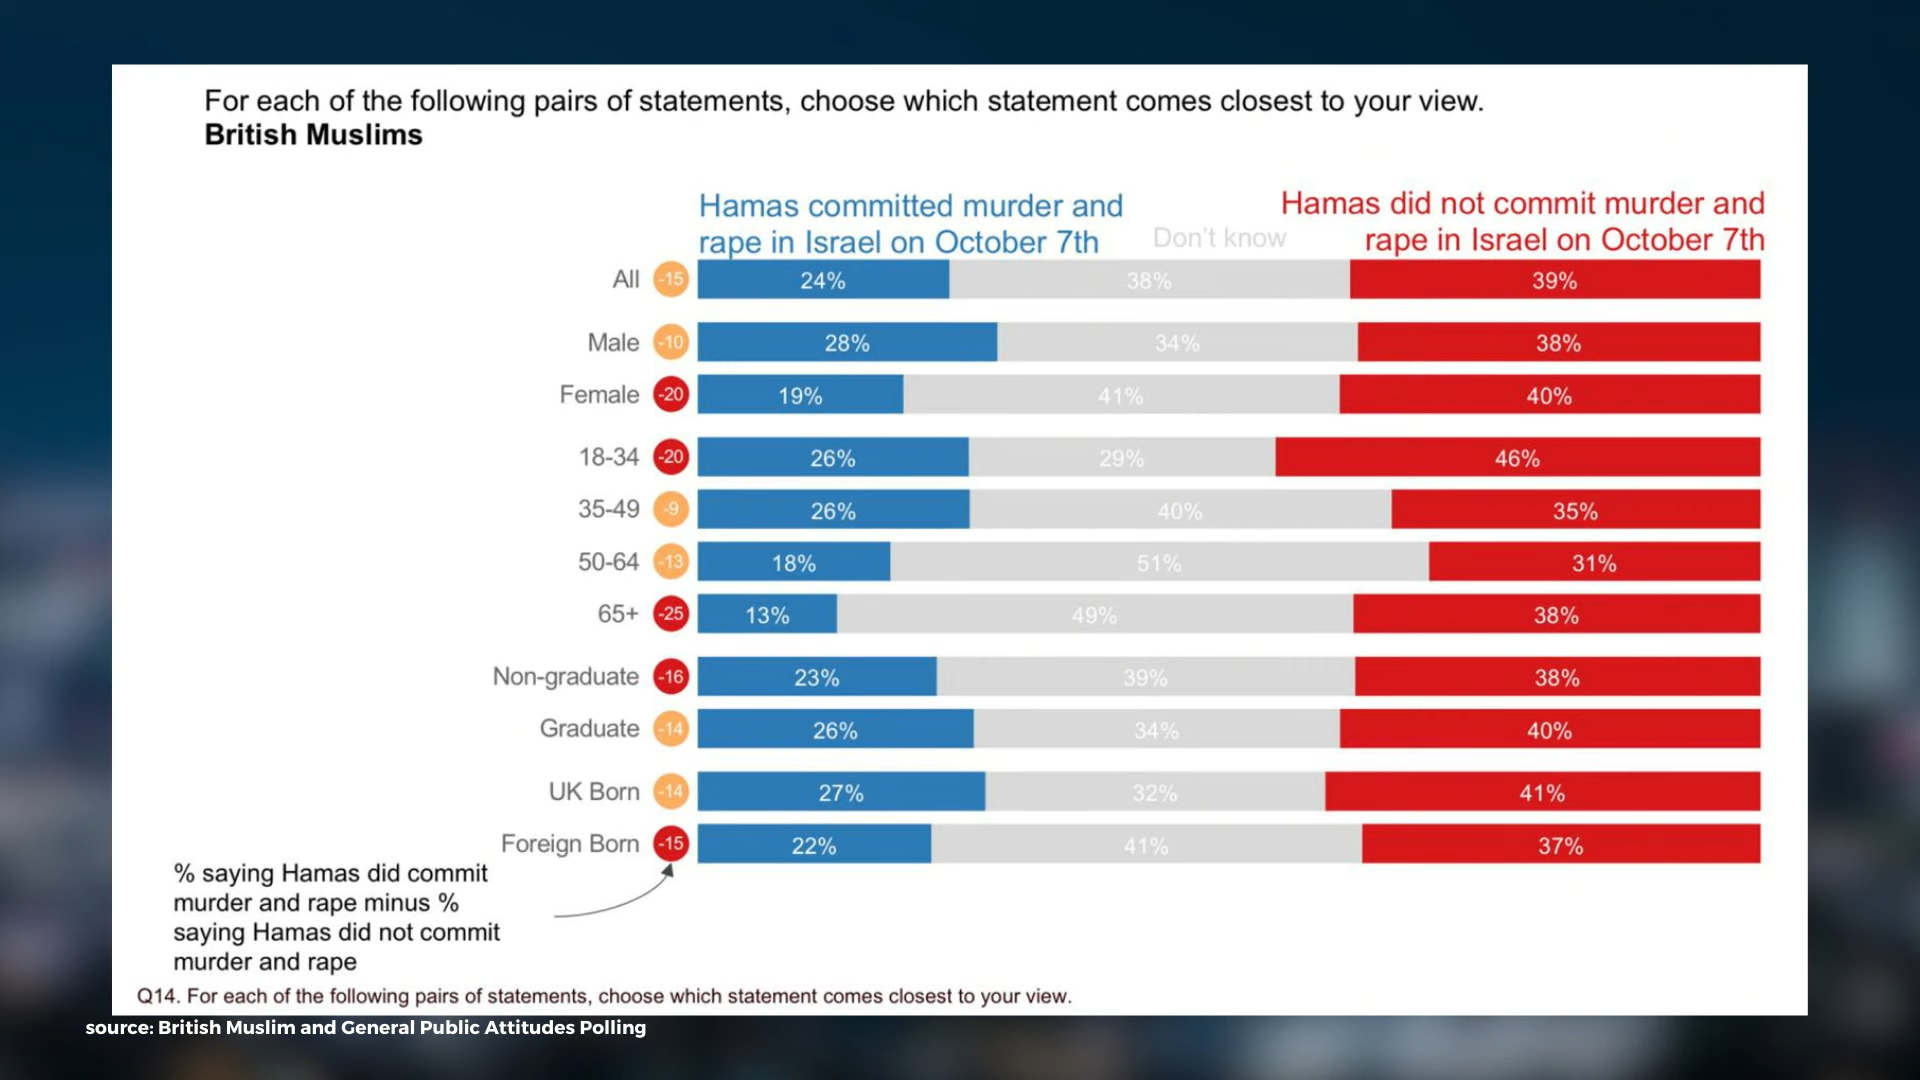 For each of the following pairs of statements, choose which statement comes closest to your view.
British Muslims
Hamas committed murder and
rape in Israel on October 7th
Don't know
Hamas did not commit murder and
rape in Israel on October 7th
All -15 24% 38% 39%
Male -10 28% 34% 38%
Female -20 19% 41% 40%
18-34 -20 26% 29% 46%
35-49 -9 26% 40% 35%
50-64 -13 18% 51% 31%
65+ -25 13% 49% 38%
Non-graduate -16 23% 39% 38%
Graduate -14 26% 34% 40%
UK Born -14 27% 32% 41%
Foreign Born -15 22% 41% 37%
% saying Hamas did commit
murder and rape minus %
saying Hamas did not commit
murder and rape
Q14. For each of the following pairs of statements, choose which statement comes closest to your view.
source: British Muslim and General Public Attitudes Polling